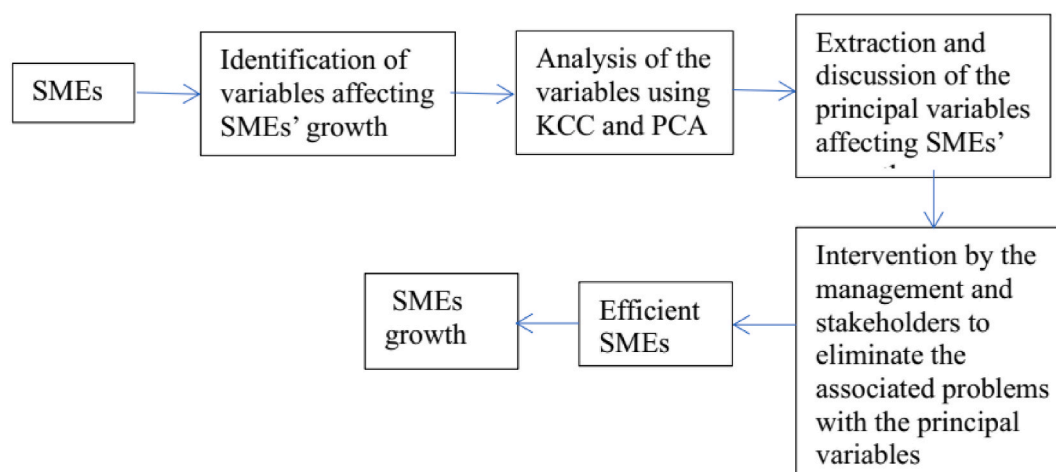 SMEs
Identification of
variables affecting
SMEs’ growth
Analysis of the
variables using
KCC and PCA
Extraction and
discussion of the
principal variables
affecting SMEs’
Intervention by the
management and
stakeholders to
eliminate the
associated problems
with the principal
variables
Efficient
SMEs
SMEs
growth